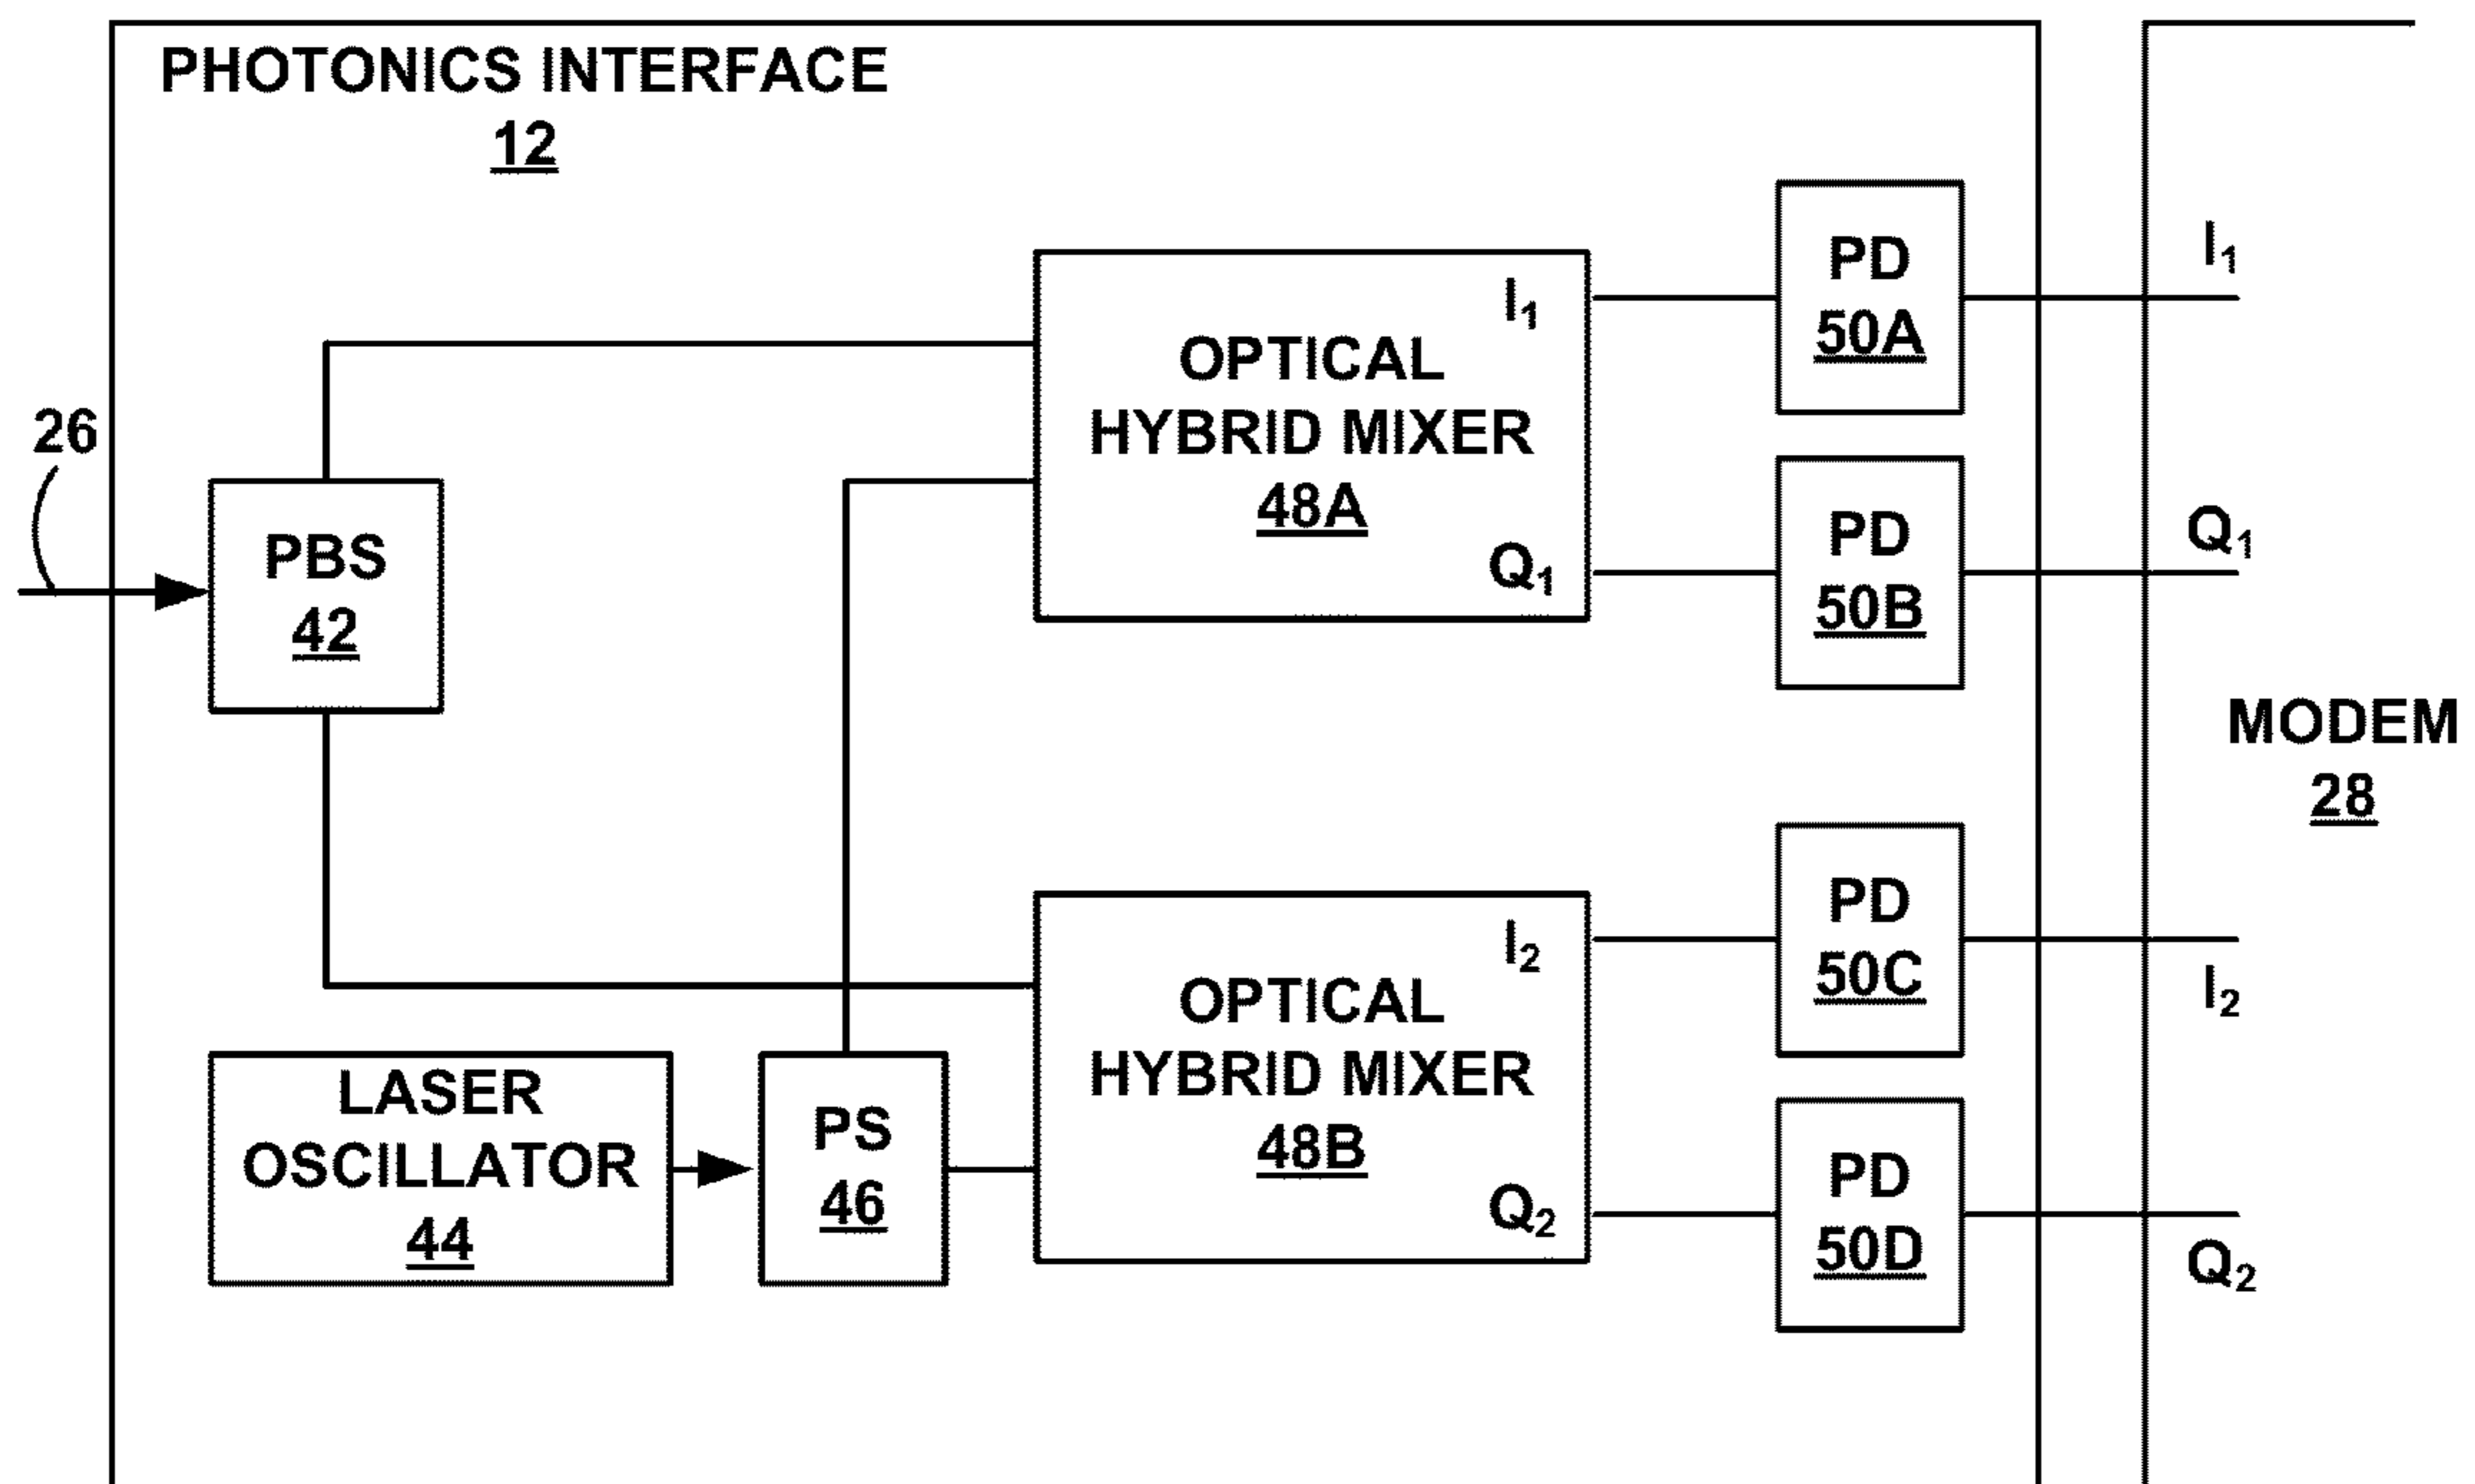 PHOTONICS INTERFACE
12
26
PBS
42
LASER
OSCILLATOR
44
PS
46
I₁
OPTICAL
HYBRID MIXER
48A
Q₁
I₂
OPTICAL
HYBRID MIXER
48B
Q₂
PD
50A
PD
50B
PD
50C
PD
50D
I₁
Q₁
MODEM
28
I₂
Q₂